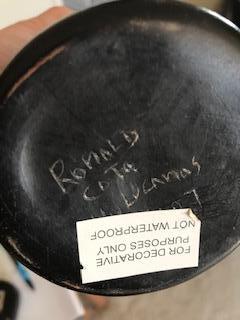 RONALD
COTA
FOR DECORATIVE
PURPOSES ONLY
NOT WATERPROOF